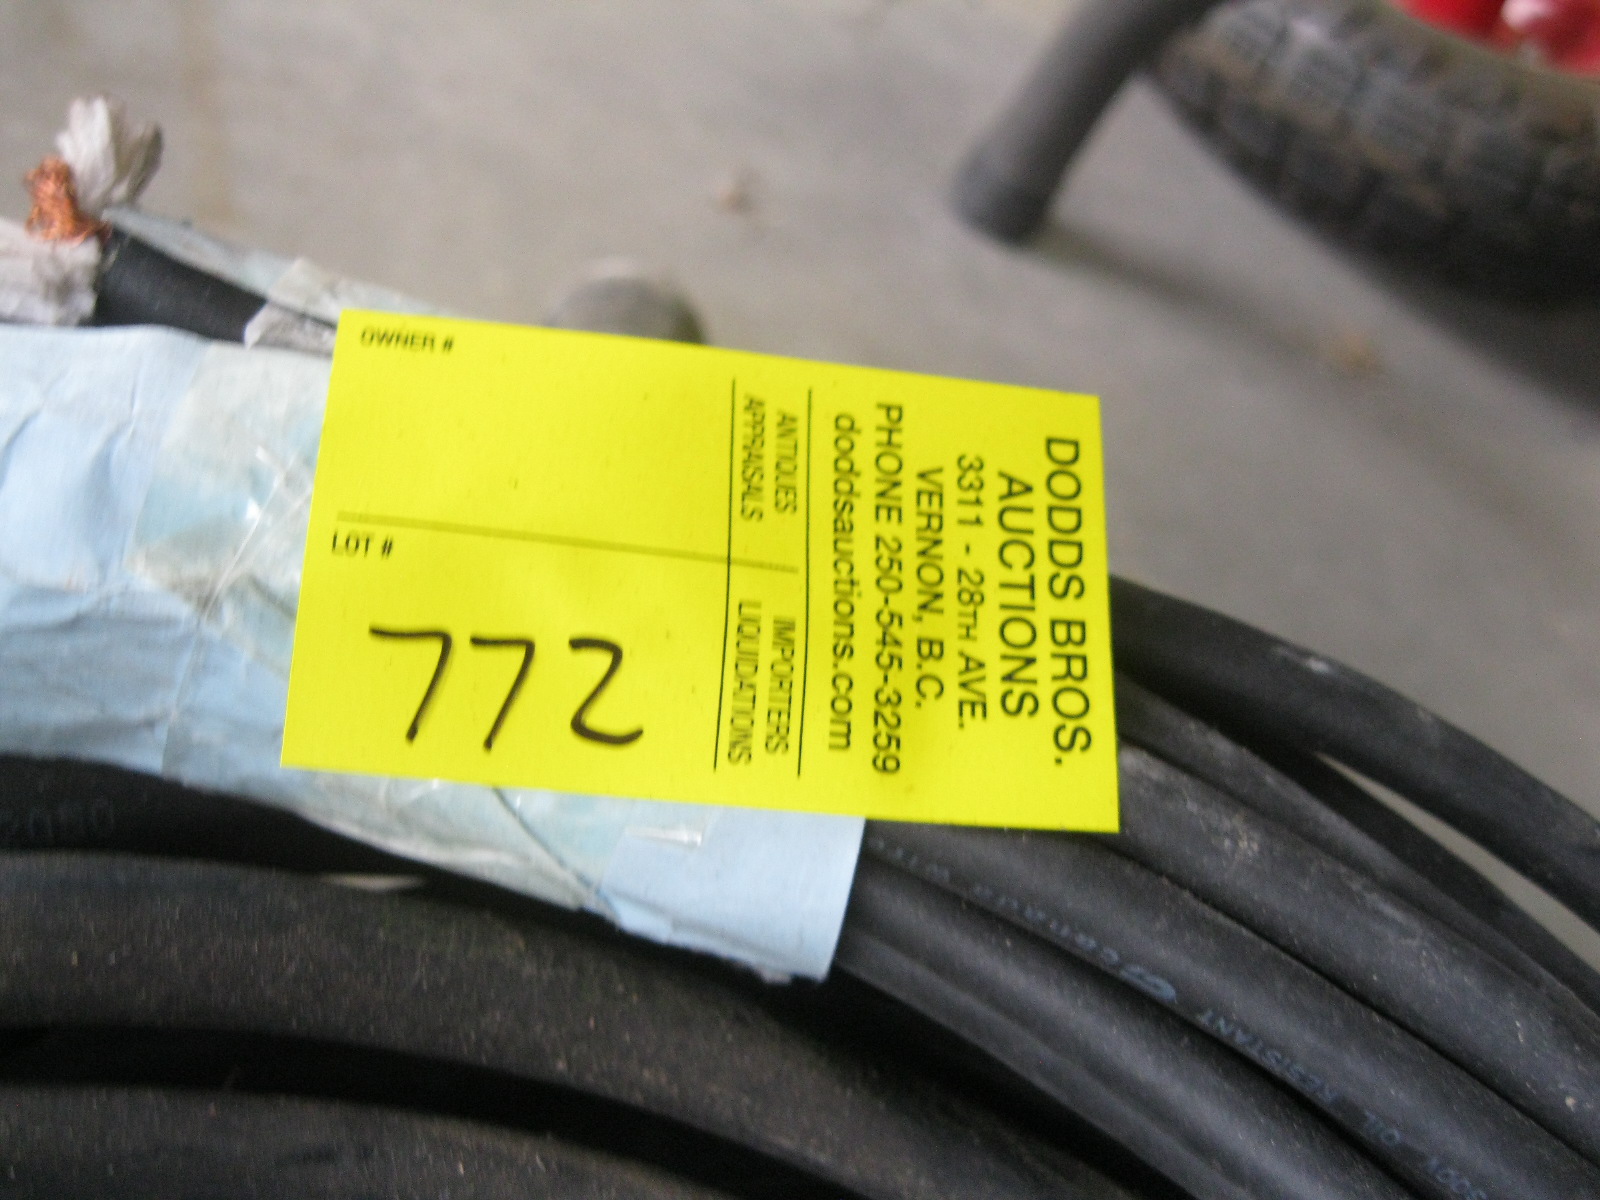 DODDS BROS.
AUCTIONS
3311 - 28TH AVE.
VERNON, B.C.
PHONE 250-545-3259
doddsauctions.com
ANTIQUES IMPORTERS
APPRAISALS LIQUIDATIONS
OWNER #
LOT #
772
OIL RESISTANT